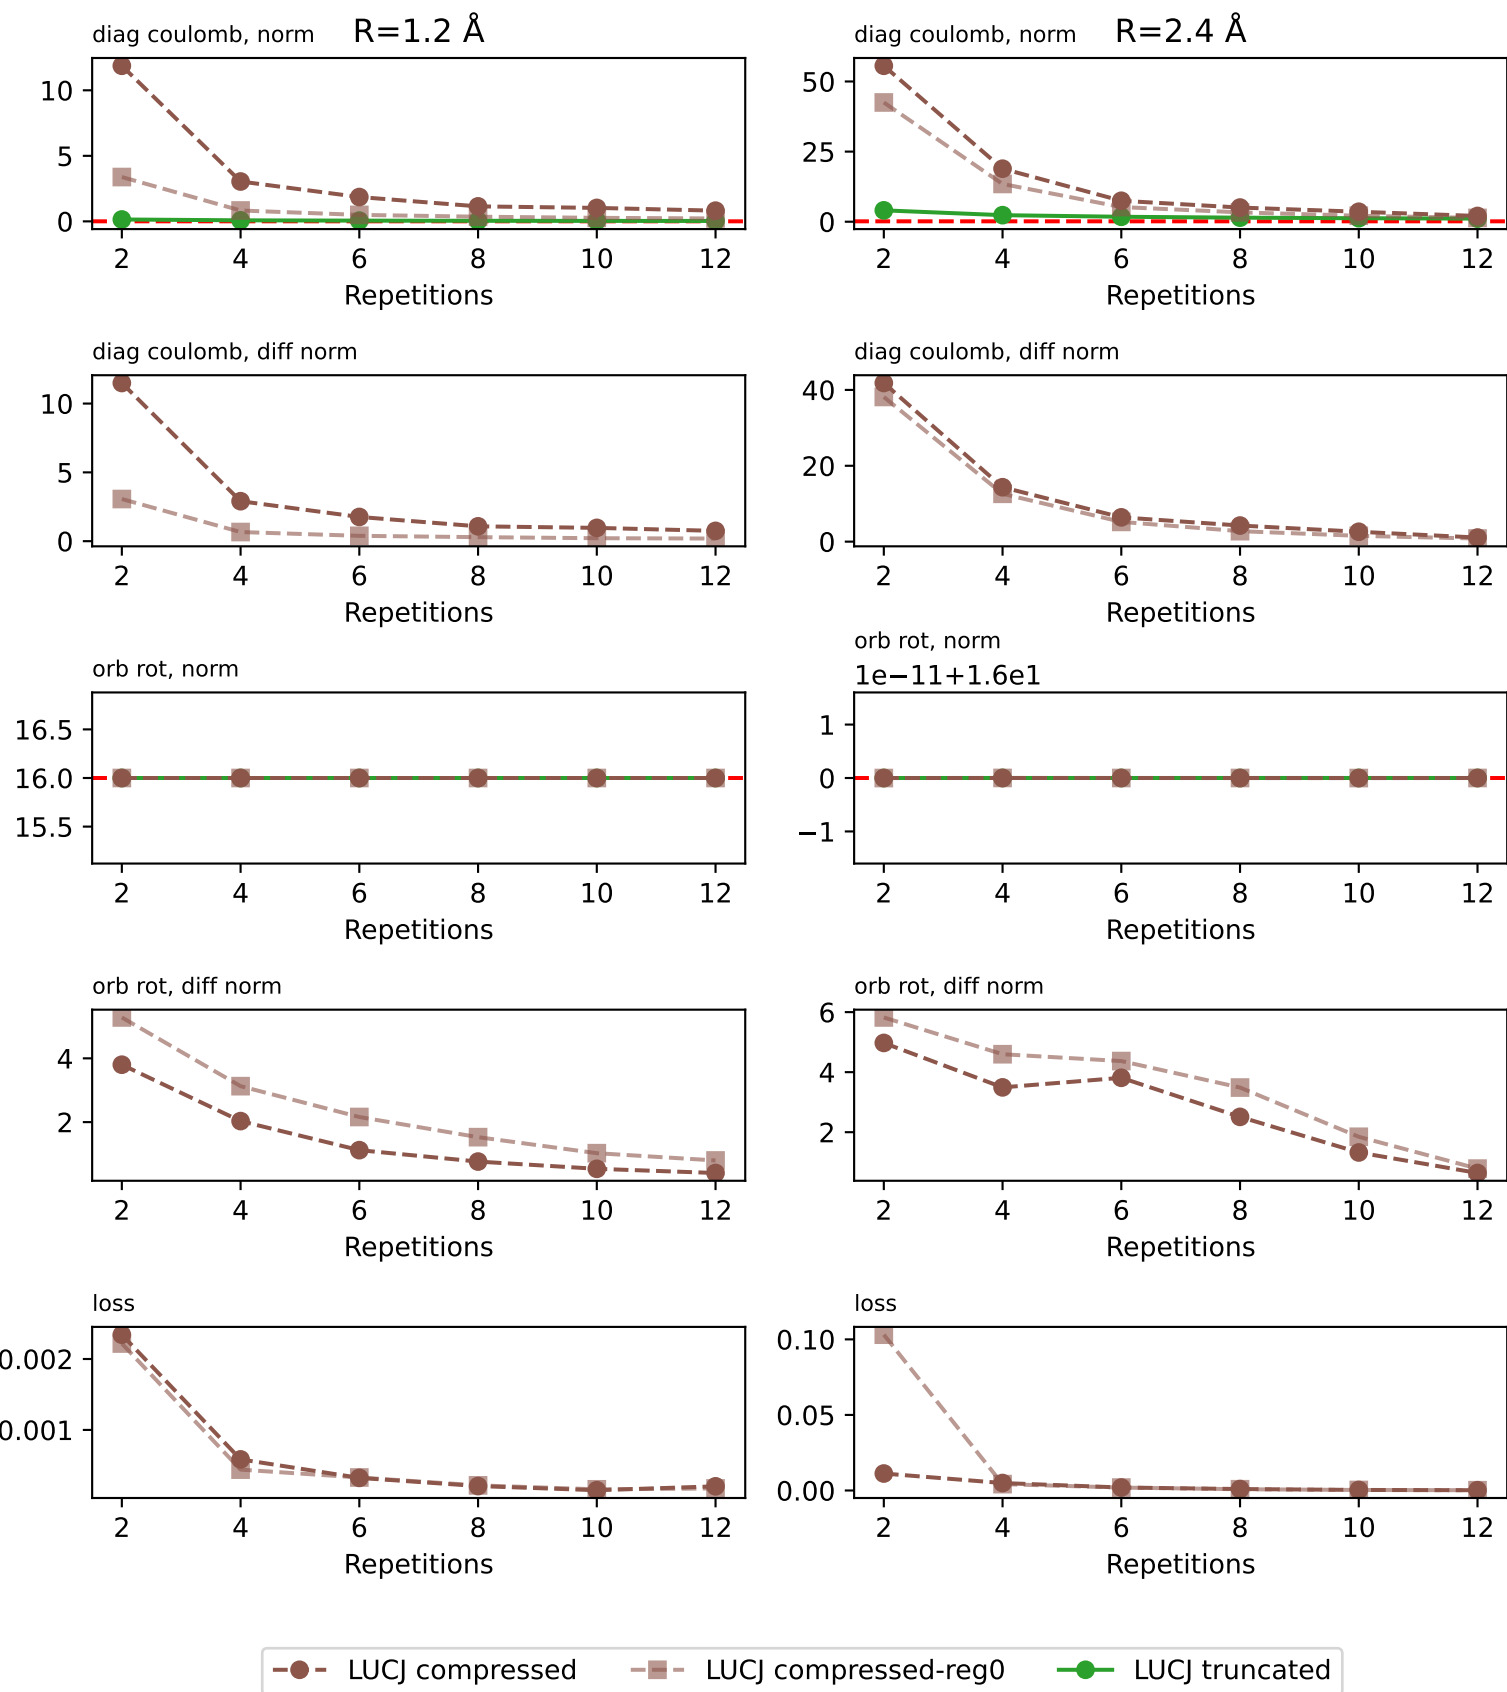 diag coulomb, norm R=1.2 Å
10
5
0
2 4 6 8 10 12
Repetitions
diag coulomb, norm R=2.4 Å
50
25
0
2 4 6 8 10 12
Repetitions
diag coulomb, diff norm
10
5
0
2 4 6 8 10 12
Repetitions
diag coulomb, diff norm
40
20
0
2 4 6 8 10 12
Repetitions
orb rot, norm
16.5
16.0
15.5
2 4 6 8 10 12
Repetitions
orb rot, norm
1e−11+1.6e1
1
0
−1
2 4 6 8 10 12
Repetitions
orb rot, diff norm
4
2
2 4 6 8 10 12
Repetitions
orb rot, diff norm
6
4
2
2 4 6 8 10 12
Repetitions
loss
0.002
0.001
2 4 6 8 10 12
Repetitions
loss
0.10
0.05
0.00
2 4 6 8 10 12
Repetitions
LUCJ compressed LUCJ compressed-reg0 LUCJ truncated